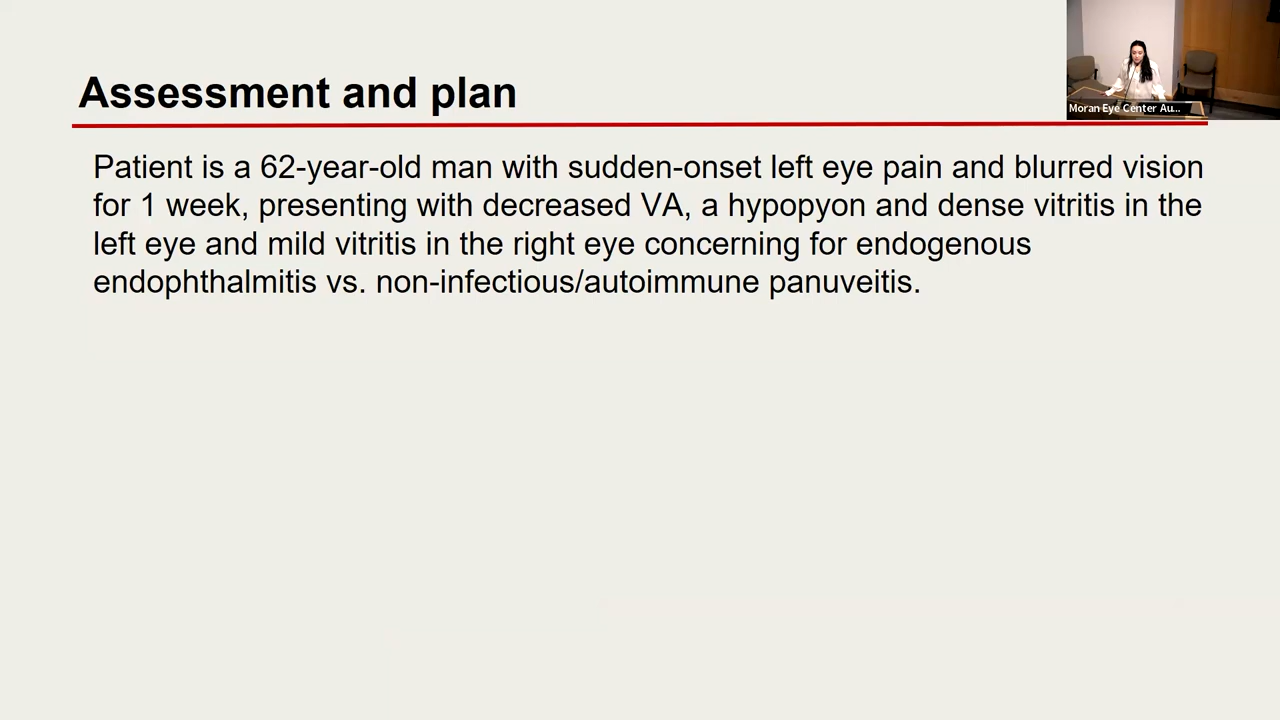 Assessment and plan
Moran Eye Center Au...
Patient is a 62-year-old man with sudden-onset left eye pain and blurred vision
for 1 week, presenting with decreased VA, a hypopyon and dense vitritis in the
left eye and mild vitritis in the right eye concerning for endogenous
endophthalmitis vs. non-infectious/autoimmune panuveitis.